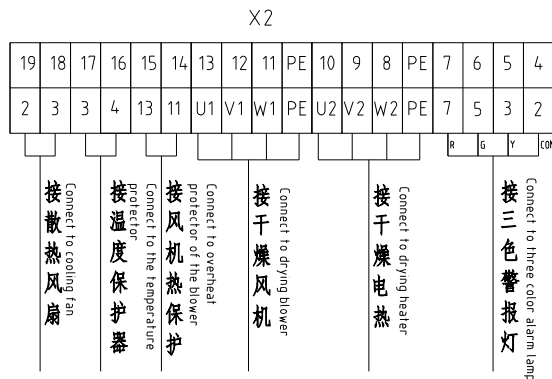 X2
19 18 17 16 15 14 13 12 11 PE 10 9 8 PE 7 6 5 4
2 3 3 4 13 11 U1 V1 W1 PE U2 V2 W2 PE 7 5 3 2
R G Y COM
接散热风扇
Connect to cooling fan
接温度保护器
Connect to the temperature
protector
接风机热保护
Connect to overheat
protector of the blower
接干燥风机
Connect to drying blower
接干燥电热
Connect to drying heater
接三色警报灯
Connect to three color alarm lamp